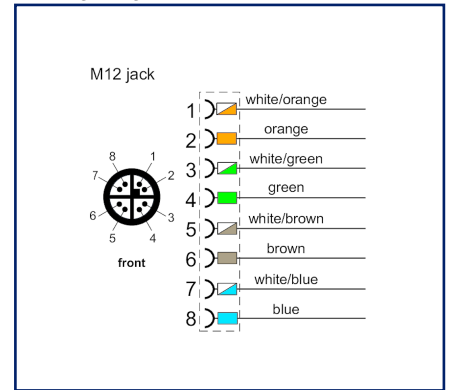 M12 jack
1 white/orange
2 orange
3 white/green
4 green
5 white/brown
6 brown
7 white/blue
8 blue
8 1
7 2
6 3
5 4
front